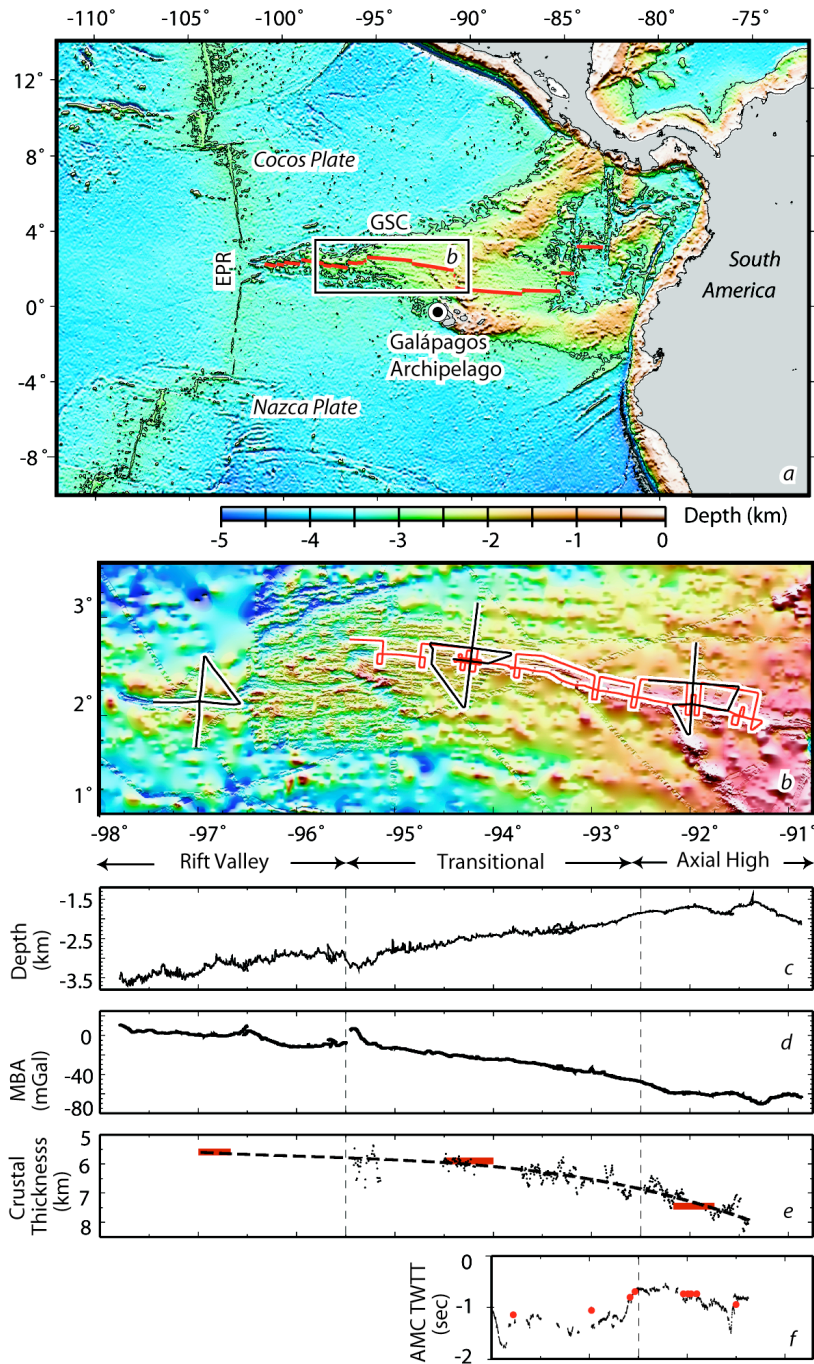 -110° -105° -100° -95° -90° -85° -80° -75°
12°
8°
4°
0°
-4°
-8°
Cocos Plate
GSC
b
EPR
South
America
Galápagos
Archipelago
Nazca Plate
a
-5 -4 -3 -2 -1 0
Depth (km)
3°
2°
1°
b
-98° -97° -96° -95° -94° -93° -92° -91°
Rift Valley Transitional Axial High
Depth
(km)
-1.5
-2.5
-3.5
c
MBA
(mGal)
0
-40
-80
d
Crustal
Thicknesss
(km)
5
6
7
8
e
AMC TWTT
(sec)
0
-1
-2
f